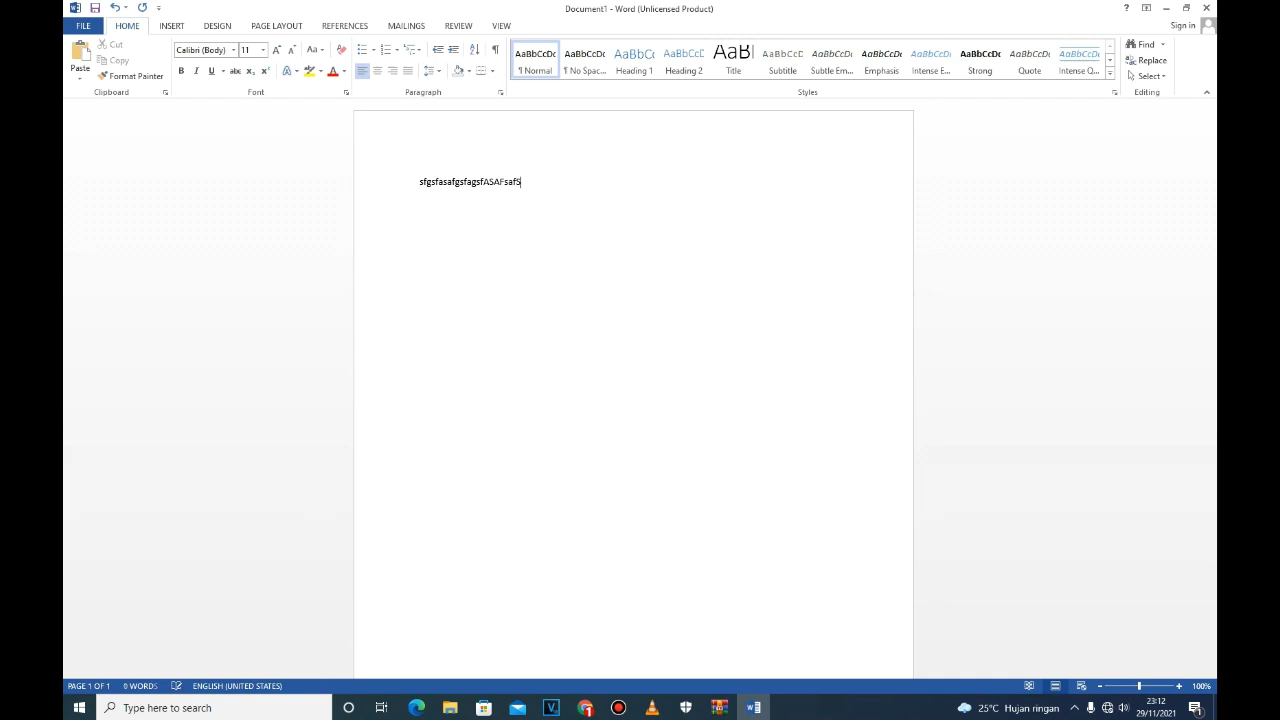 Document1 - Word (Unlicensed Product)
FILE HOME INSERT DESIGN PAGE LAYOUT REFERENCES MAILINGS REVIEW VIEW
Sign in
Paste
Cut
Copy
Format Painter
Clipboard
Calibri (Body) 11
Font
Paragraph
AaBbCcDc AaBbCcDc AaBbCc AaBbCcD AaB AaBbCcD AaBbCcDc AaBbCcDc AaBbCcDc AaBbCcDc AaBbCcDc AaBbCcDc
¶ Normal ¶ No Spac... Heading 1 Heading 2 Title Subtitle Subtle Em... Emphasis Intense E... Strong Quote Intense Q...
Styles
Find
Replace
Select
Editing
sfgsfasafgsfagsfASAFsafS
PAGE 1 OF 1 0 WORDS ENGLISH (UNITED STATES) 100%
Type here to search
25°C Hujan ringan
23:12
29/11/2021